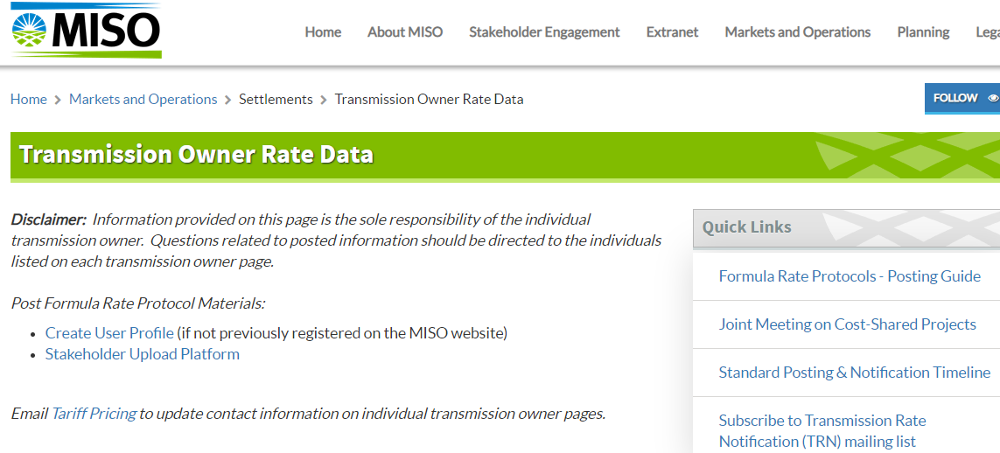 MISO
Home About MISO Stakeholder Engagement Extranet Markets and Operations Planning Lega
Home Markets and Operations Settlements Transmission Owner Rate Data
FOLLOW
Transmission Owner Rate Data
Disclaimer: Information provided on this page is the sole responsibility of the individual
transmission owner. Questions related to posted information should be directed to the individuals
listed on each transmission owner page.
Post Formula Rate Protocol Materials:
Create User Profile (if not previously registered on the MISO website)
Stakeholder Upload Platform
Email Tariff Pricing to update contact information on individual transmission owner pages.
Quick Links
Formula Rate Protocols - Posting Guide
Joint Meeting on Cost-Shared Projects
Standard Posting & Notification Timeline
Subscribe to Transmission Rate
Notification (TRN) mailing list